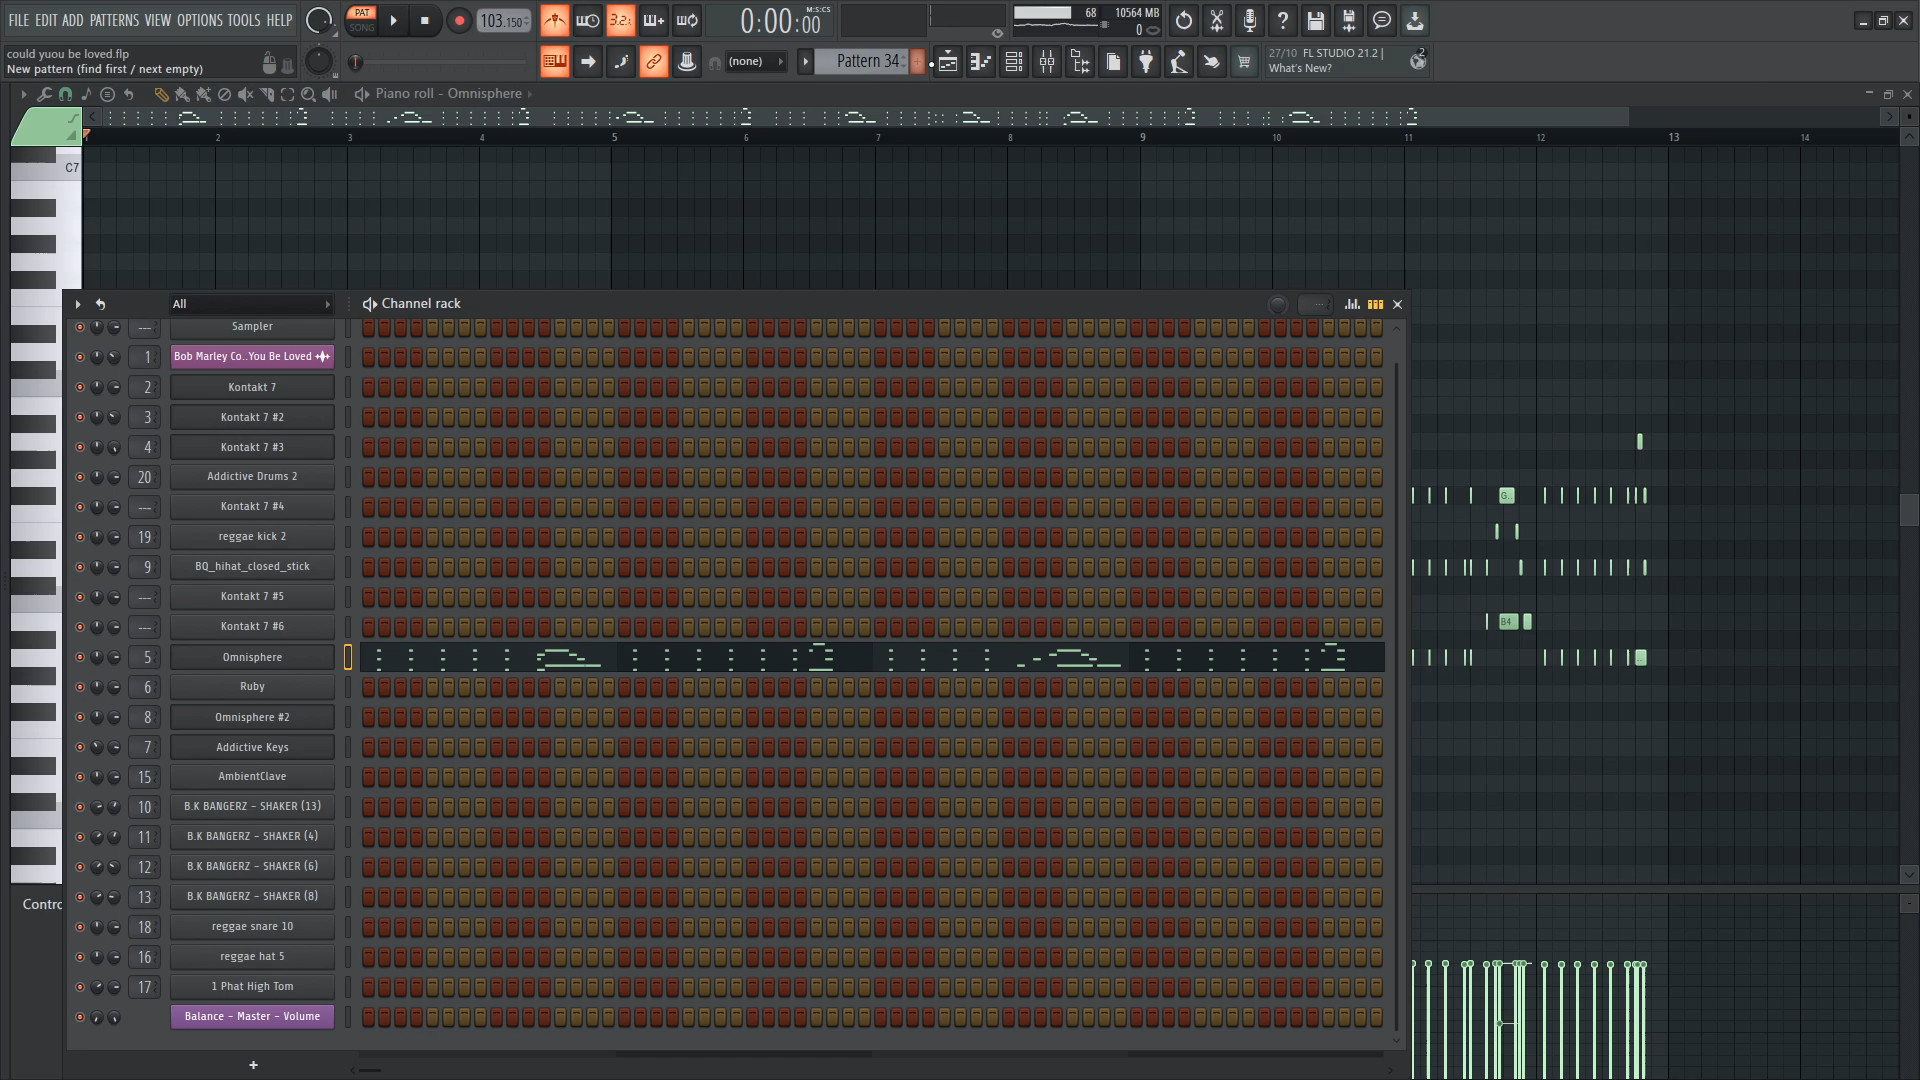 FILE EDIT ADD PATTERNS VIEW OPTIONS TOOLS HELP
PAT
SONG
103.150
3.2.
0:00:00
M:S:CS
68
10564 MB
0
could yuou be loved.flp
New pattern (find first / next empty)
(none)
Pattern 34
27/10 FL STUDIO 21.2 |
What's New?
2
Piano roll - Omnisphere
1 2 3 4 5 6 7 8 9 10 11 12 13 14
C7
All
Channel rack
Sampler
1 Bob Marley Co..You Be Loved
2 Kontakt 7
3 Kontakt 7 #2
4 Kontakt 7 #3
20 Addictive Drums 2
--- Kontakt 7 #4
19 reggae kick 2
9 BQ_hihat_closed_stick
--- Kontakt 7 #5
--- Kontakt 7 #6
5 Omnisphere
6 Ruby
8 Omnisphere #2
7 Addictive Keys
15 AmbientClave
10 B.K BANGERZ - SHAKER (13)
11 B.K BANGERZ - SHAKER (4)
12 B.K BANGERZ - SHAKER (6)
13 B.K BANGERZ - SHAKER (8)
18 reggae snare 10
16 reggae hat 5
17 1 Phat High Tom
Balance - Master - Volume
+
G..
B4
Contro